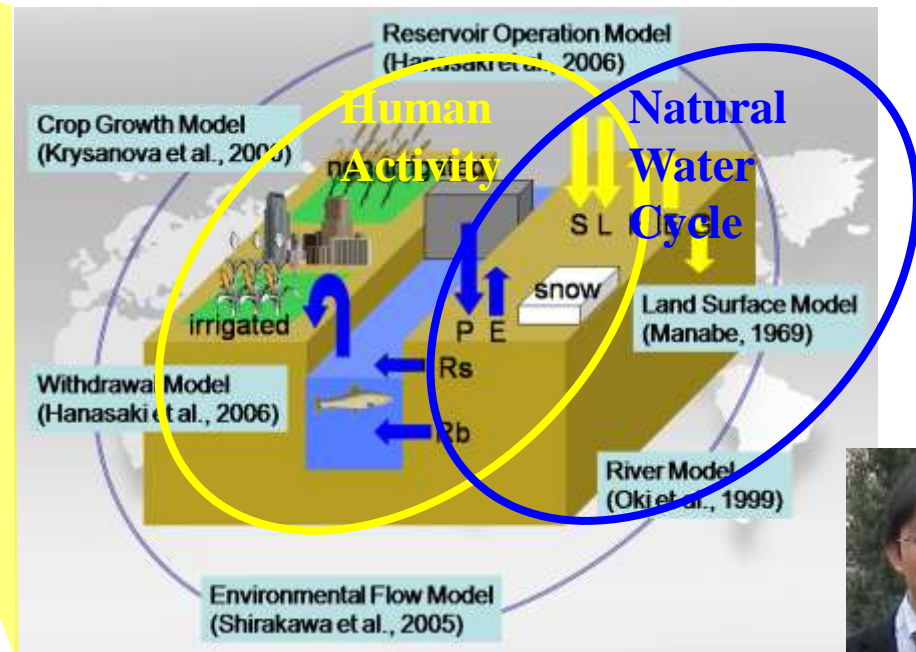 Reservoir Operation Model
(Hanasaki et al., 2006)
Human
Activity
Natural
Water
Cycle
Crop Growth Model
(Krysanova et al., 2000)
S L
G
snow
irrigated
P E
Land Surface Model
(Manabe, 1969)
Rs
Withdrawal Model
(Hanasaki et al., 2006)
Rb
River Model
(Oki et al., 1999)
Environmental Flow Model
(Shirakawa et al., 2005)